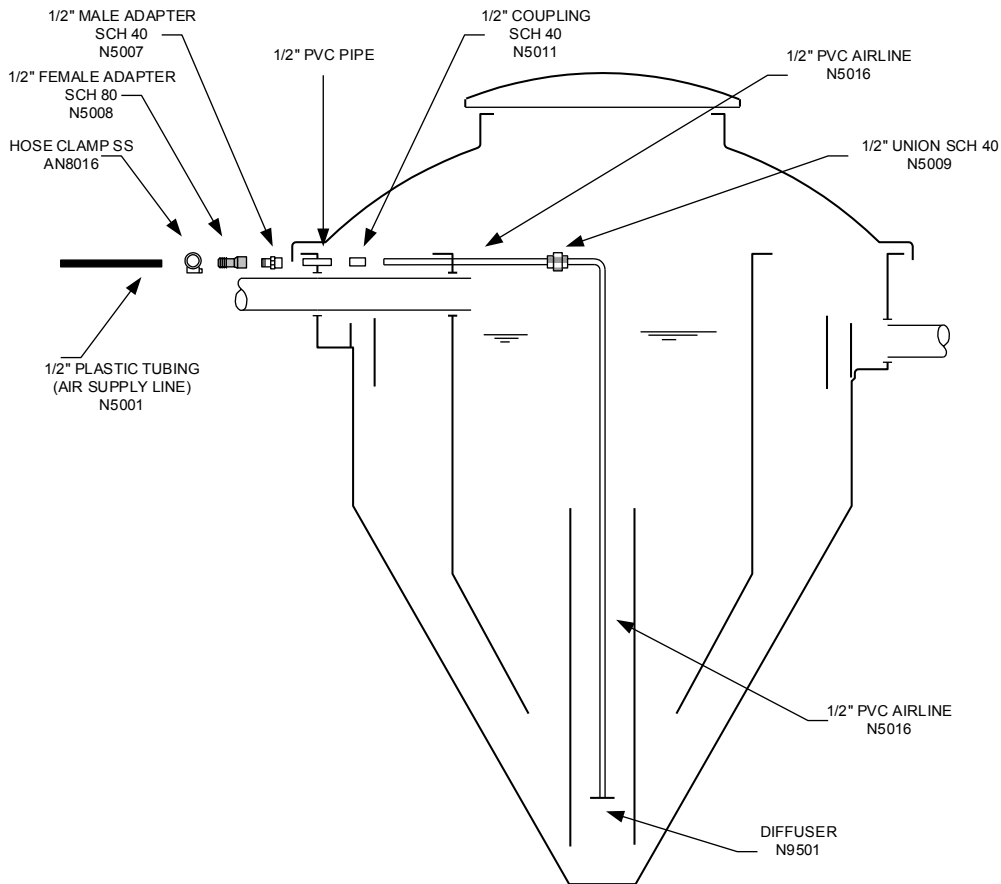 1/2" MALE ADAPTER
SCH 40
N5007
1/2" FEMALE ADAPTER
SCH 80
N5008
HOSE CLAMP SS
AN8016
1/2" PVC PIPE
1/2" COUPLING
SCH 40
N5011
1/2" PVC AIRLINE
N5016
1/2" UNION SCH 40
N5009
1/2" PLASTIC TUBING
(AIR SUPPLY LINE)
N5001
1/2" PVC AIRLINE
N5016
DIFFUSER
N9501